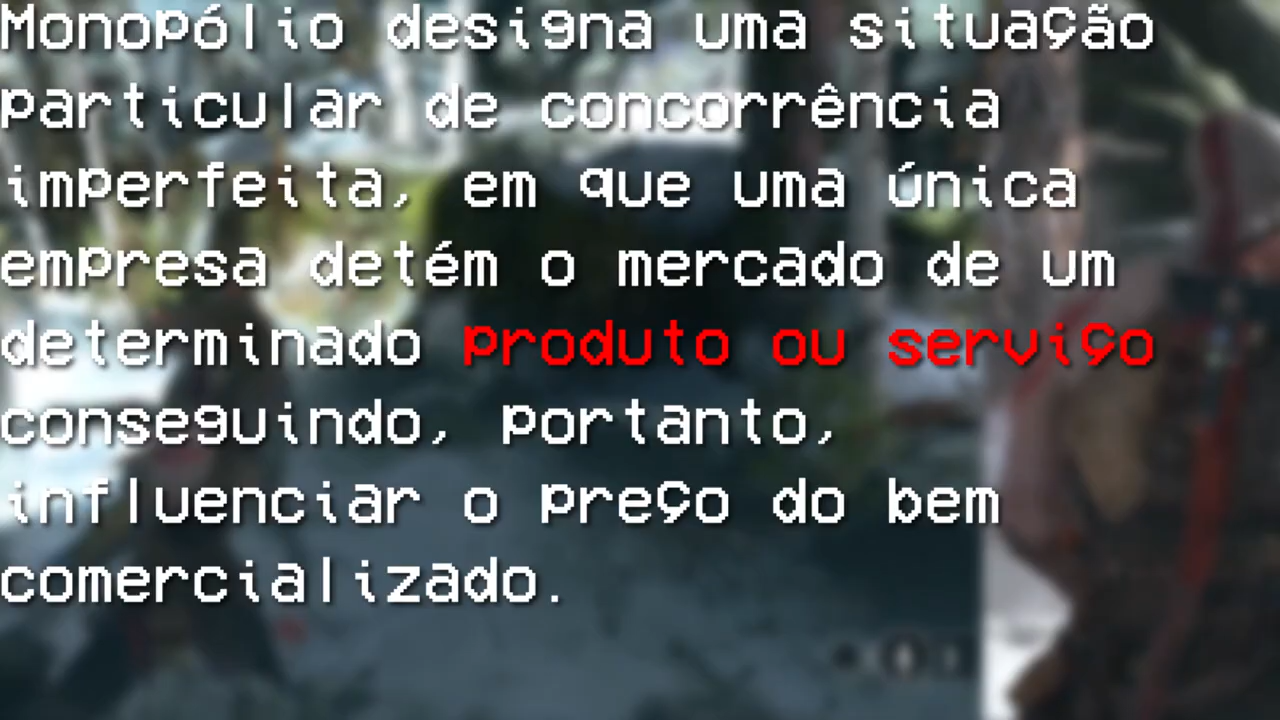 Monopólio designa uma situação
particular de concorrência
imperfeita, em que uma única
empresa detém o mercado de um
determinado produto ou serviço
conseguindo, portanto,
influenciar o preço do bem
comercializado.